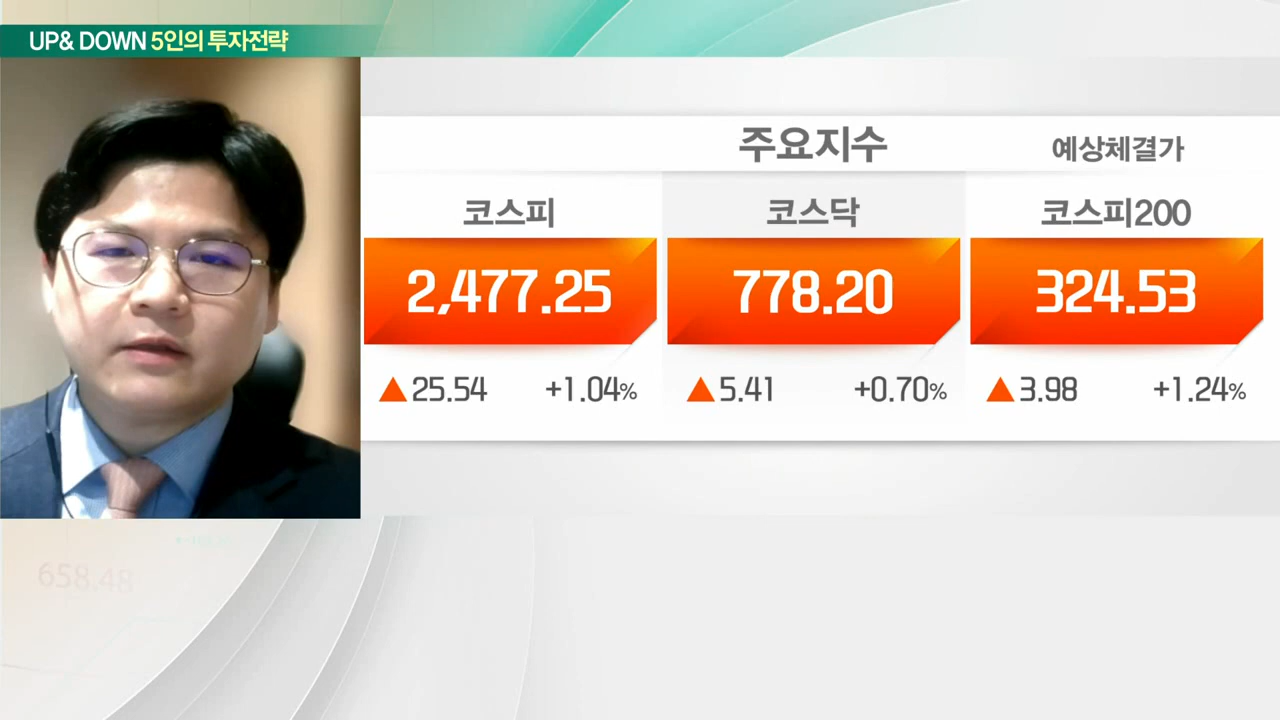 UP& DOWN 5인의 투자전략
주요지수 예상체결가
코스피 코스닥 코스피200
2,477.25 778.20 324.53
▲25.54 +1.04% ▲5.41 +0.70% ▲3.98 +1.24%
658.48